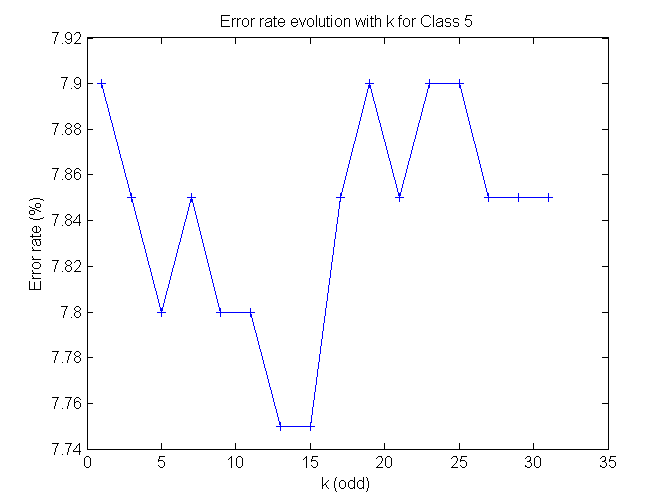 Error rate evolution with k for Class 5
7.92
7.9
7.88
7.86
7.84
7.82
7.8
7.78
7.76
7.74
Error rate (%)
0 5 10 15 20 25 30 35
k (odd)